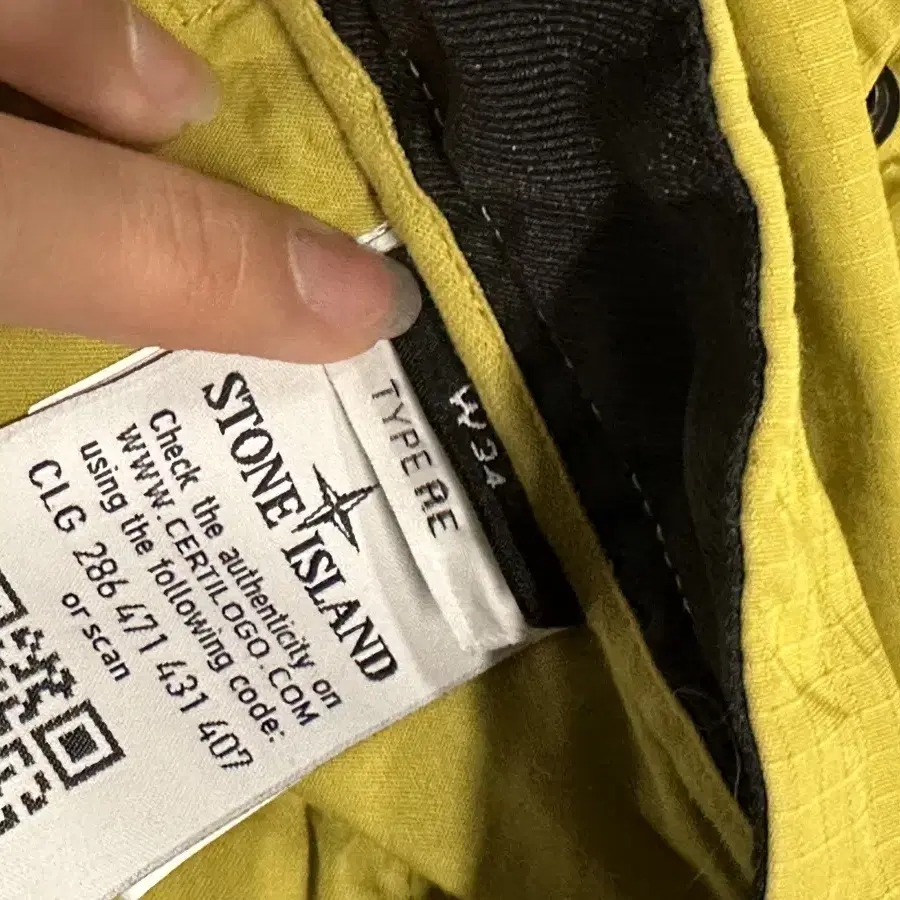 W34
TYPE RE
STONE ISLAND
Check the authenticity on
WWW.CERTILOGO.COM
using the following code:
CLG 286 471 431 407
or scan